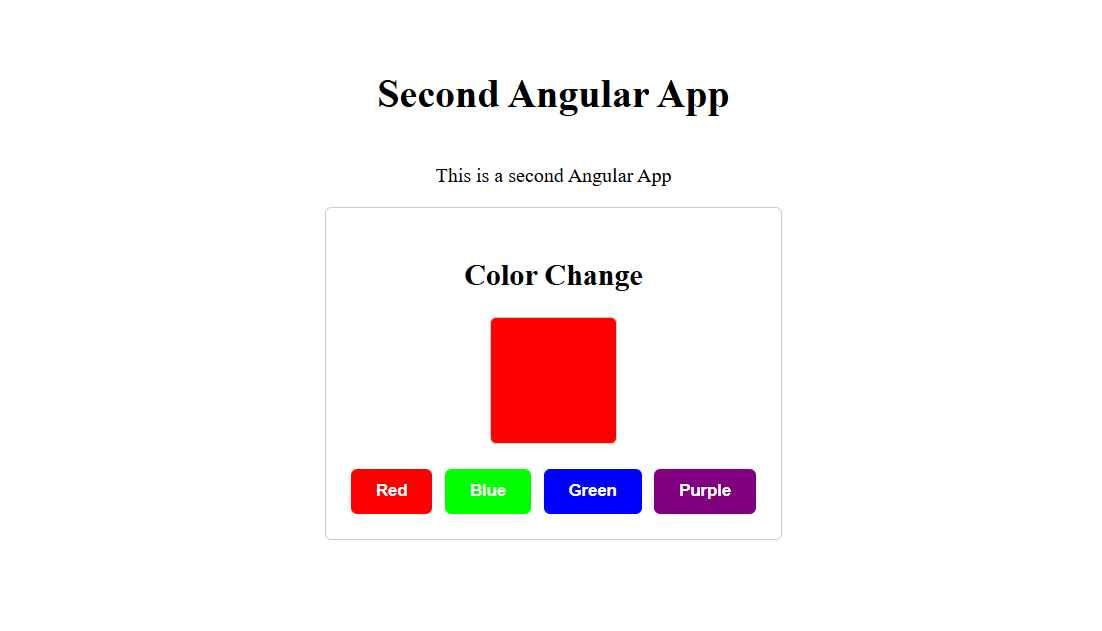 Second Angular App
This is a second Angular App
Color Change
Red Blue Green Purple